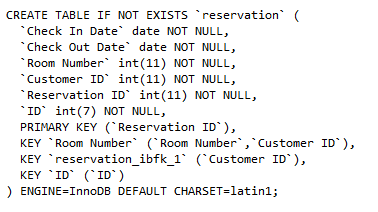 CREATE TABLE IF NOT EXISTS `reservation` (
  `Check In Date` date NOT NULL,
  `Check Out Date` date NOT NULL,
  `Room Number` int(11) NOT NULL,
  `Customer ID` int(11) NOT NULL,
  `Reservation ID` int(11) NOT NULL,
  `ID` int(7) NOT NULL,
  PRIMARY KEY (`Reservation ID`),
  KEY `Room Number` (`Room Number`,`Customer ID`),
  KEY `reservation_ibfk_1` (`Customer ID`),
  KEY `ID` (`ID`)
) ENGINE=InnoDB DEFAULT CHARSET=latin1;